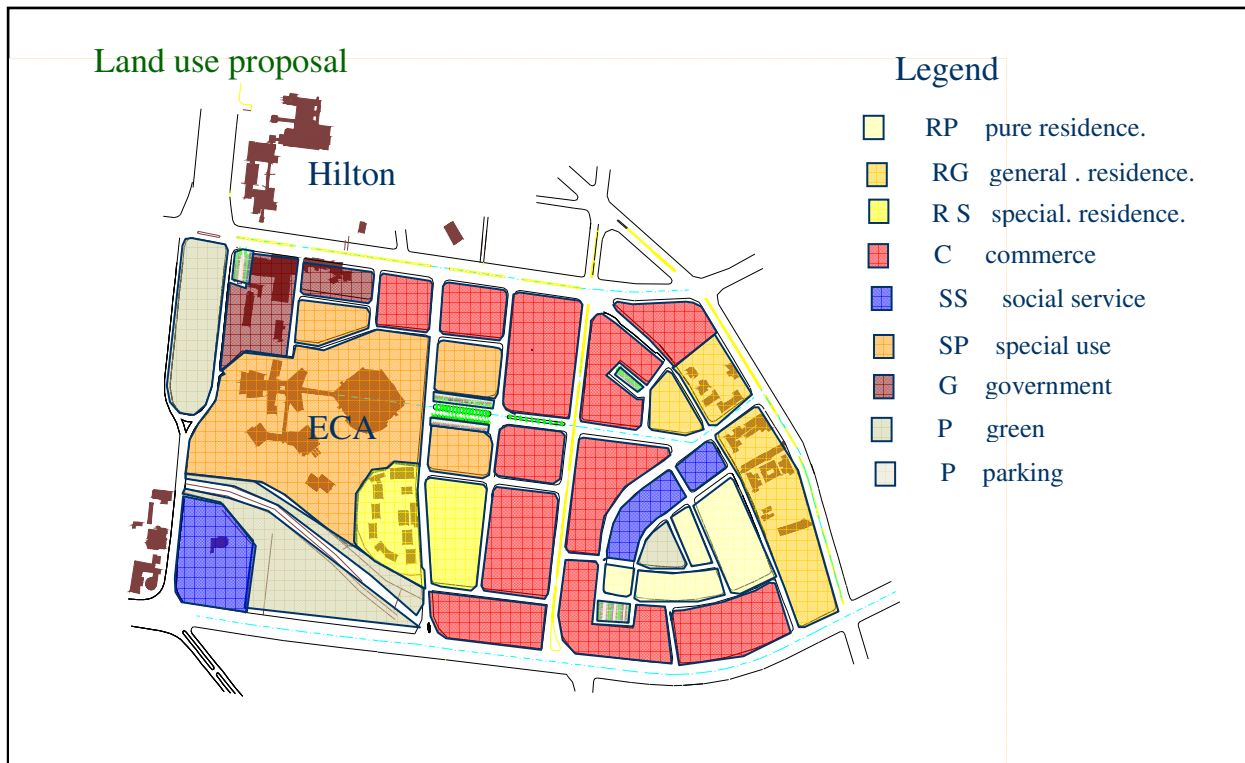 Land use proposal
Legend
RP pure residence.
Hilton
RG general . residence.
R S special. residence.
C commerce
SS social service
SP special use
G government
ECA
P green
P parking